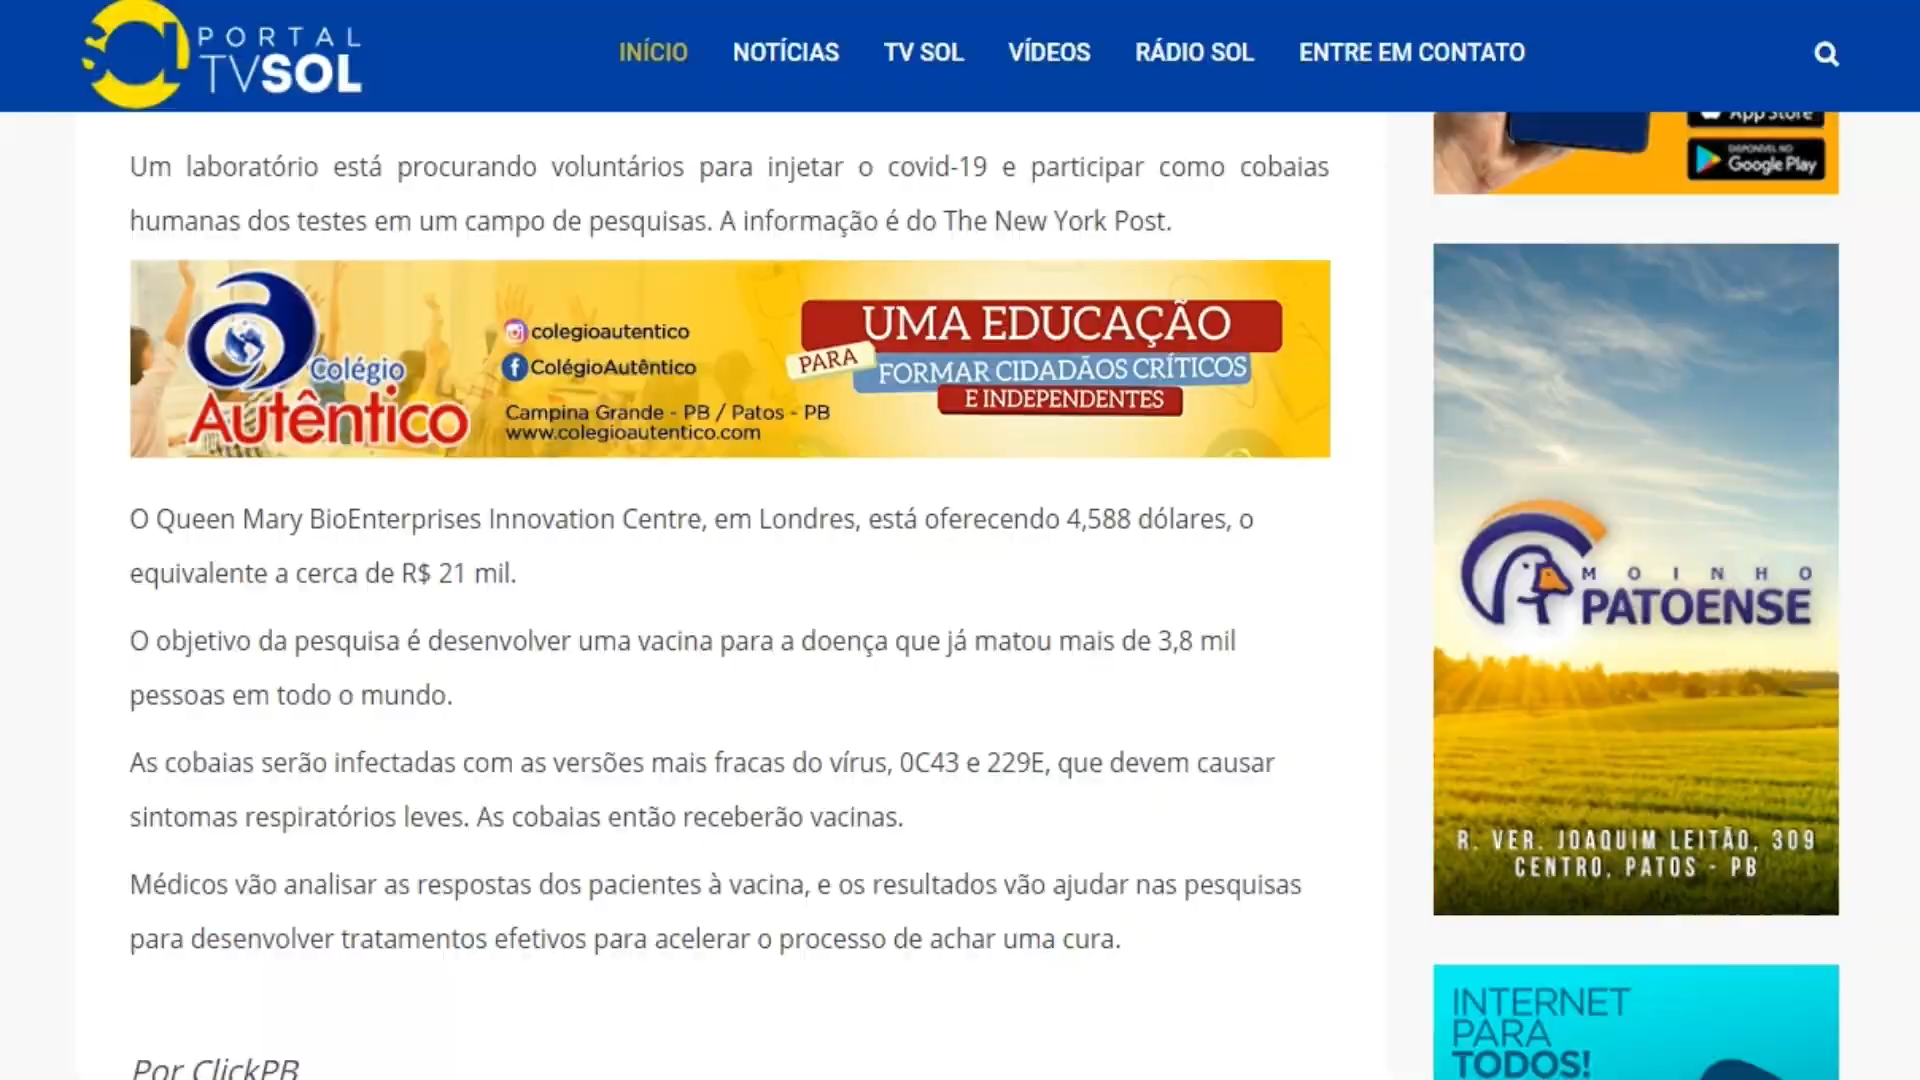 PORTAL
TVSOL
INÍCIO
NOTÍCIAS
TV SOL
VÍDEOS
RÁDIO SOL
ENTRE EM CONTATO
Um laboratório está procurando voluntários para injetar o covid-19 e participar como cobaias
humanas dos testes em um campo de pesquisas. A informação é do The New York Post.
Colégio
Autêntico
colegioautentico
ColégioAutêntico
Campina Grande - PB / Patos - PB
www.colegioautentico.com
UMA EDUCAÇÃO
PARA
FORMAR CIDADÃOS CRÍTICOS
E INDEPENDENTES
O Queen Mary BioEnterprises Innovation Centre, em Londres, está oferecendo 4,588 dólares, o
equivalente a cerca de R$ 21 mil.
O objetivo da pesquisa é desenvolver uma vacina para a doença que já matou mais de 3,8 mil
pessoas em todo o mundo.
As cobaias serão infectadas com as versões mais fracas do vírus, 0C43 e 229E, que devem causar
sintomas respiratórios leves. As cobaias então receberão vacinas.
Médicos vão analisar as respostas dos pacientes à vacina, e os resultados vão ajudar nas pesquisas
para desenvolver tratamentos efetivos para acelerar o processo de achar uma cura.
Por ClickPB
App Store
DISPONÍVEL NO
Google Play
MOINHO
PATOENSE
R. VER. JOAQUIM LEITÃO, 309
CENTRO, PATOS - PB
INTERNET
PARA
TODOS!